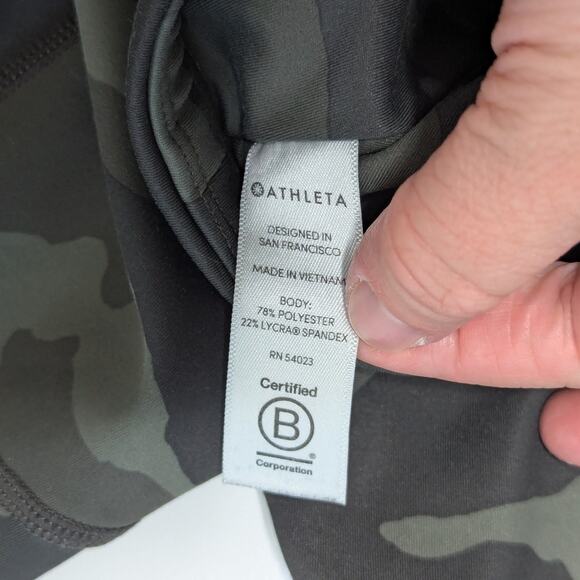 ATHLETA
DESIGNED IN
SAN FRANCISCO
MADE IN VIETNAM
BODY:
78% POLYESTER
22% LYCRA® SPANDEX
RN 54023
Certified
B
®
Corporation